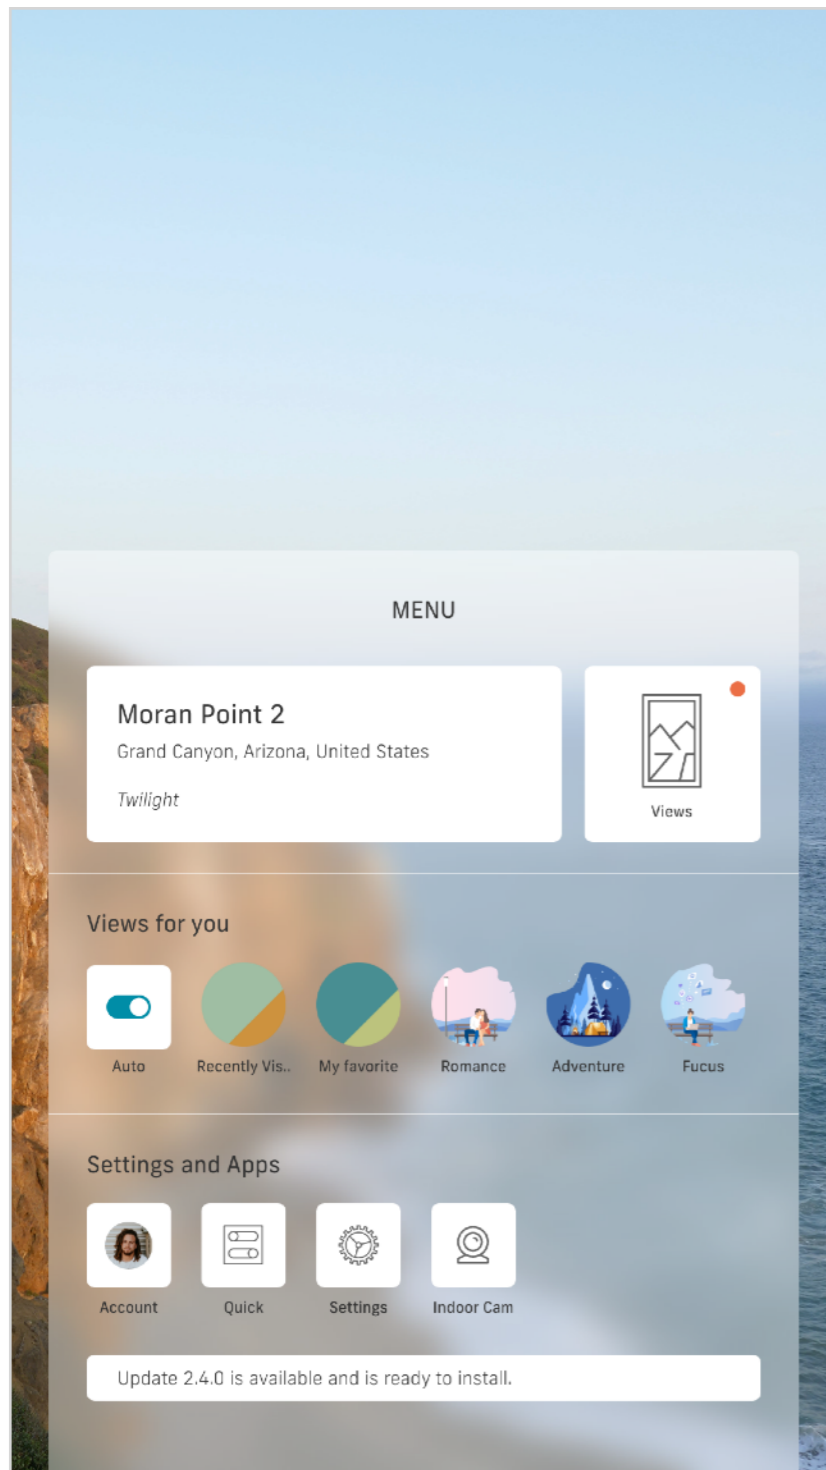 MENU
Moran Point 2
Grand Canyon, Arizona, United States
Twilight
Views
Views for you
Auto
Recently Vis..
My favorite
Romance
Adventure
Fucus
Settings and Apps
Account
Quick
Settings
Indoor Cam
Update 2.4.0 is available and is ready to install.